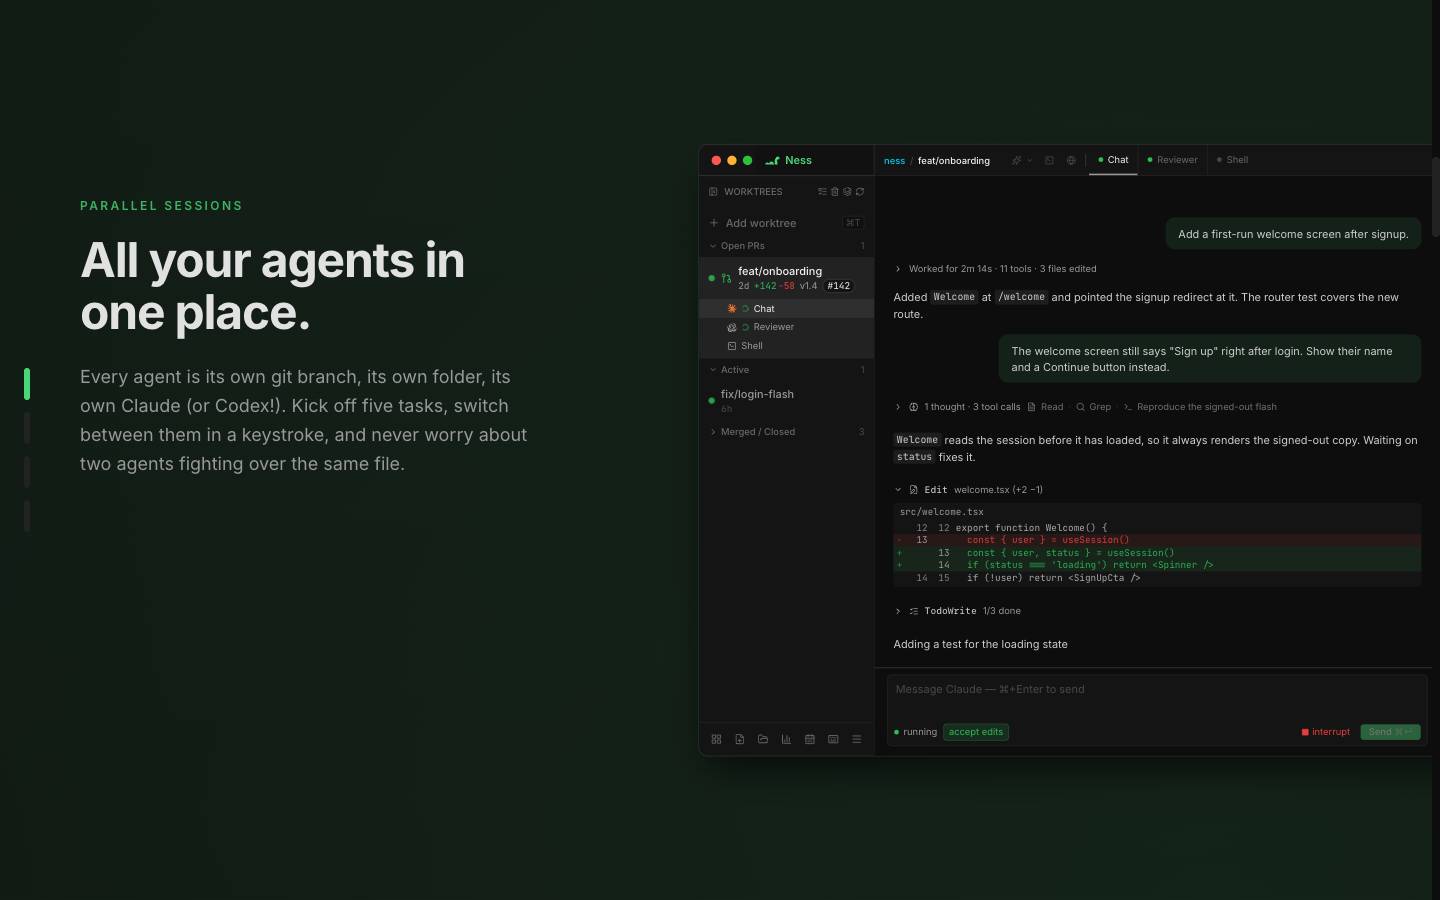 PARALLEL SESSIONS
All your agents in
one place.
Every agent is its own git branch, its own folder, its
own Claude (or Codex!). Kick off five tasks, switch
between them in a keystroke, and never worry about
two agents fighting over the same file.
Ness
WORKTREES
Add worktree ⌘T
Open PRs 1
feat/onboarding
2d +142 -58 v1.4 #142
Chat
Reviewer
Shell
Active 1
fix/login-flash
6h
Merged / Closed 3
ness / feat/onboarding Chat Reviewer Shell
Add a first-run welcome screen after signup.
Worked for 2m 14s · 11 tools · 3 files edited
Added Welcome at /welcome and pointed the signup redirect at it. The router test covers the new
route.
The welcome screen still says "Sign up" right after login. Show their name
and a Continue button instead.
1 thought · 3 tool calls Read · Grep · Reproduce the signed-out flash
Welcome reads the session before it has loaded, so it always renders the signed-out copy. Waiting on
status fixes it.
Edit welcome.tsx (+2 −1)
src/welcome.tsx
12 12 export function Welcome() {
- 13 const { user } = useSession()
+ 13 const { user, status } = useSession()
+ 14 if (status === 'loading') return <Spinner />
14 15 if (!user) return <SignUpCta />
TodoWrite 1/3 done
Adding a test for the loading state
Message Claude — ⌘+Enter to send
running accept edits interrupt Send ⌘↵